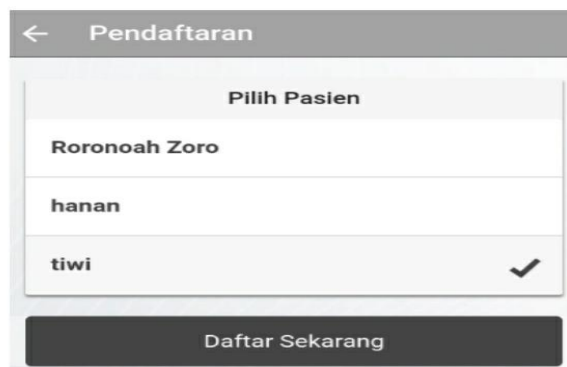 Pendaftaran
Pilih Pasien
Roronoah Zoro
hanan
tiwi
Daftar Sekarang